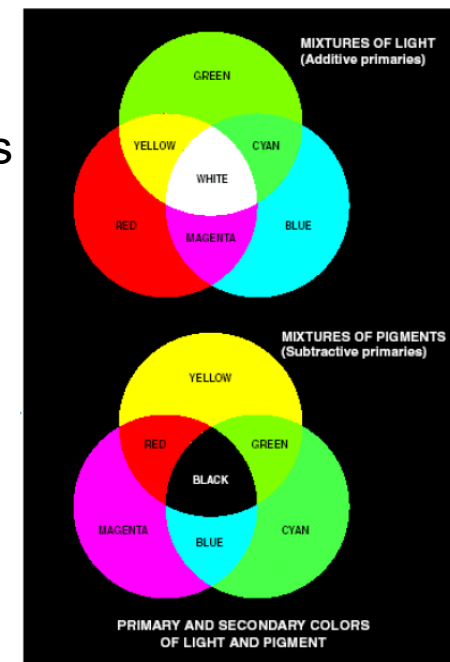 s
MIXTURES OF LIGHT
(Additive primaries)
GREEN
YELLOW
CYAN
WHITE
RED
BLUE
MAGENTA
MIXTURES OF PIGMENTS
(Subtractive primaries)
YELLOW
RED
GREEN
BLACK
MAGENTA
CYAN
BLUE
PRIMARY AND SECONDARY COLORS
OF LIGHT AND PIGMENT